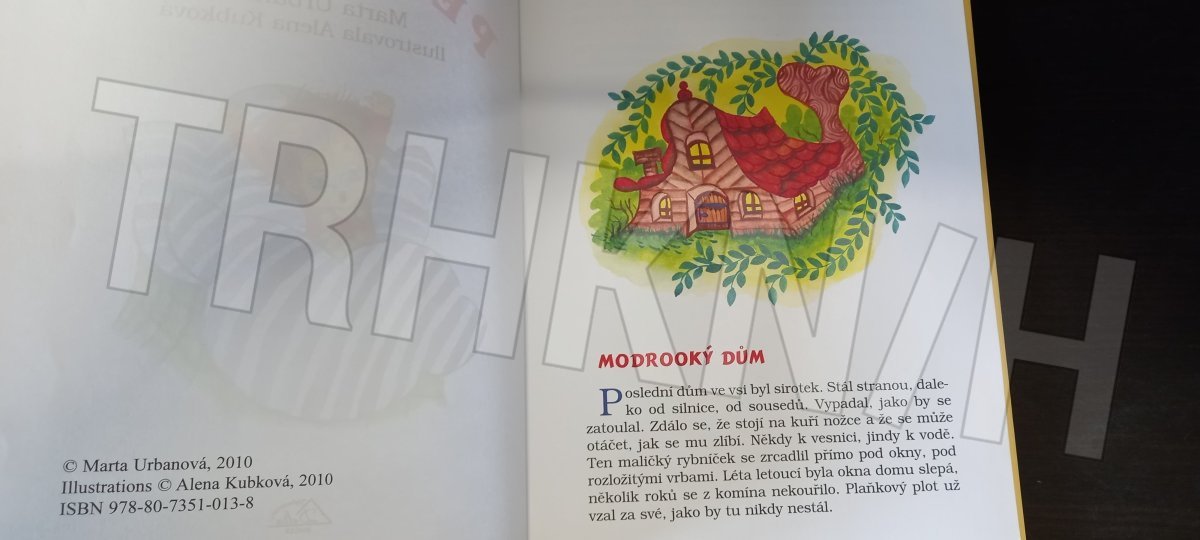 Marta Urbanová
Ilustrovala Alena Kubková
TRHKNIH
© Marta Urbanová, 2010
Illustrations © Alena Kubková, 2010
ISBN 978-80-7351-013-8
MODROOKÝ DŮM
Poslední dům ve vsi byl sirotek. Stál stranou, dale-
ko od silnice, od sousedů. Vypadal, jako by se
zatoulal. Zdálo se, že stojí na kuří nožce a že se může
otáčet, jak se mu zlíbí. Někdy k vesnici, jindy k vodě.
Ten maličký rybníček se zrcadlil přímo pod okny, pod
rozložitými vrbami. Léta letoucí byla okna domu slepá,
několik roků se z komína nekouřilo. Plaňkový plot už
vzal za své, jako by tu nikdy nestál.